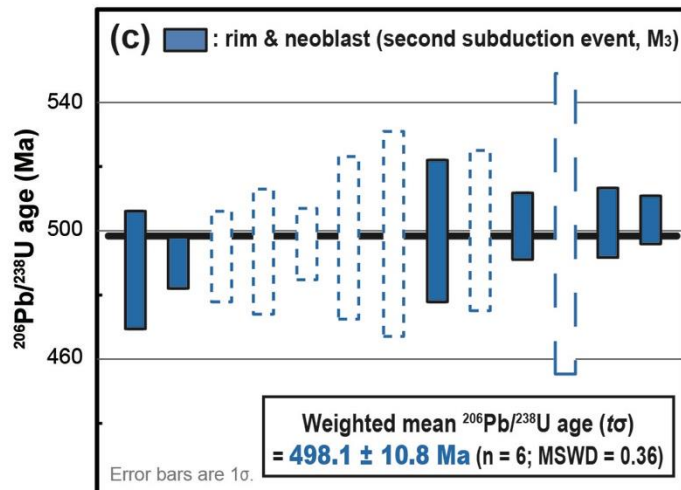 (c) : rim & neoblast (second subduction event, M₃)
540
500
460
²⁰⁶Pb/²³⁸U age (Ma)
Weighted mean ²⁰⁶Pb/²³⁸U age (tσ)
= 498.1 ± 10.8 Ma (n = 6; MSWD = 0.36)
Error bars are 1σ.